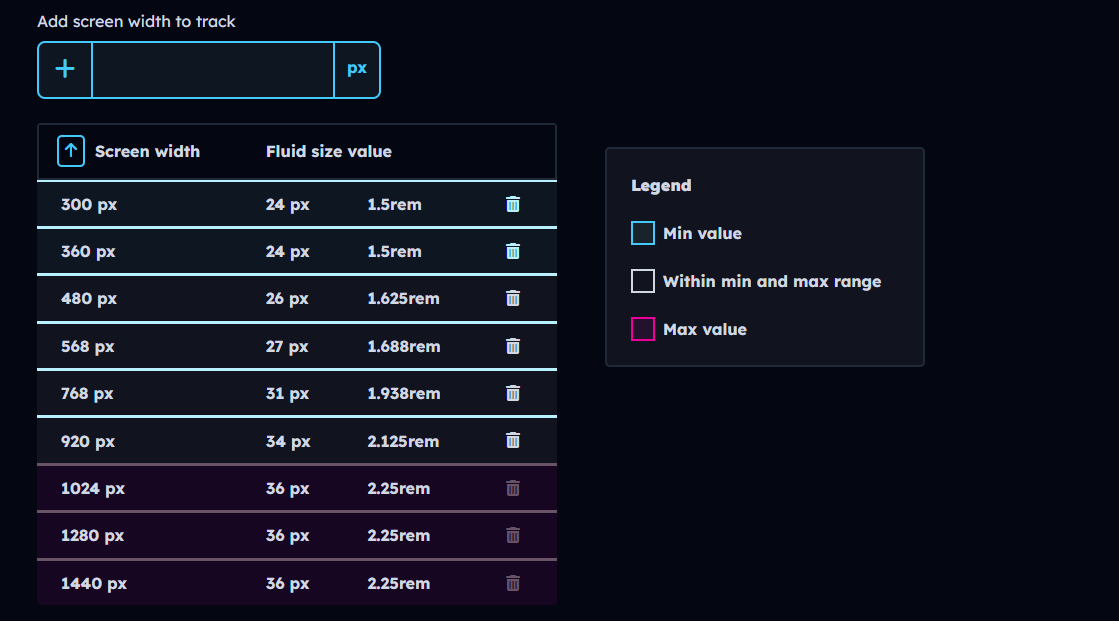 Add screen width to track
px
Screen width Fluid size value
300 px 24 px 1.5rem
360 px 24 px 1.5rem
480 px 26 px 1.625rem
568 px 27 px 1.688rem
768 px 31 px 1.938rem
920 px 34 px 2.125rem
1024 px 36 px 2.25rem
1280 px 36 px 2.25rem
1440 px 36 px 2.25rem
Legend
Min value
Within min and max range
Max value